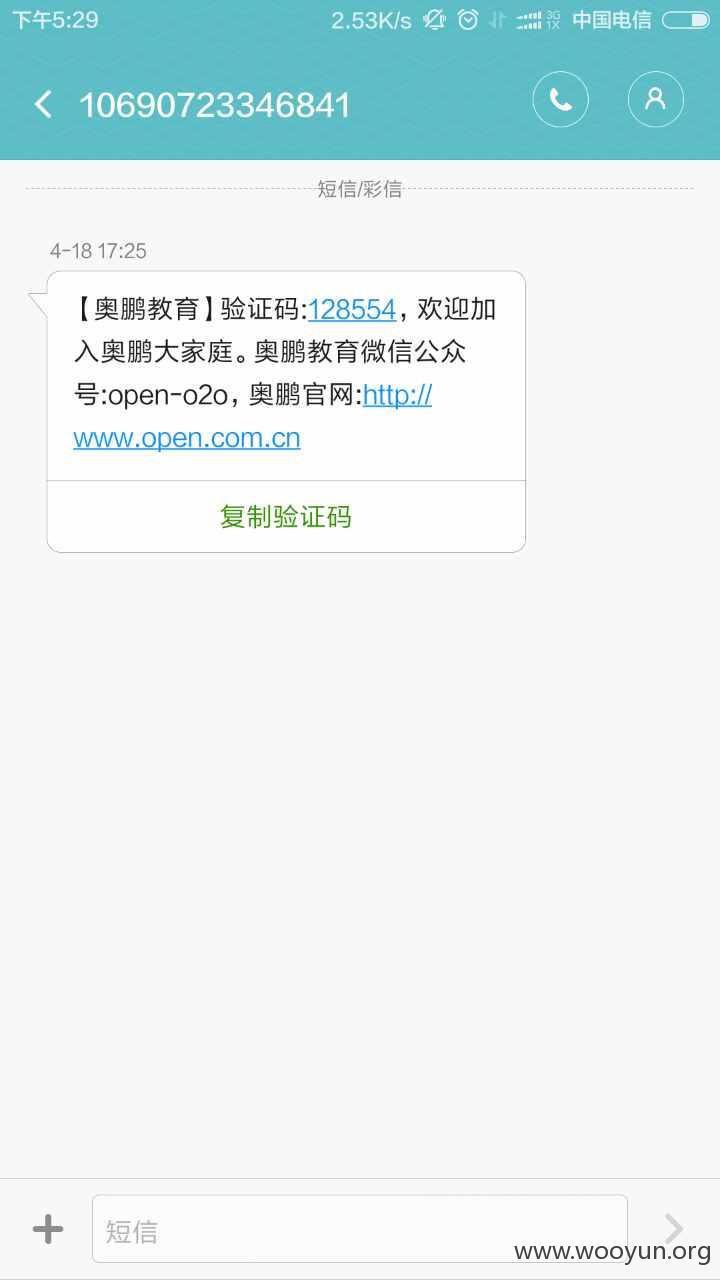 下午5:29
2.53K/s
3G
1X
中国电信
10690723346841
短信/彩信
4-18 17:25
【奥鹏教育】验证码:128554，欢迎加
入奥鹏大家庭。奥鹏教育微信公众
号:open-o2o，奥鹏官网:http://
www.open.com.cn
复制验证码
短信
www.wooyun.org